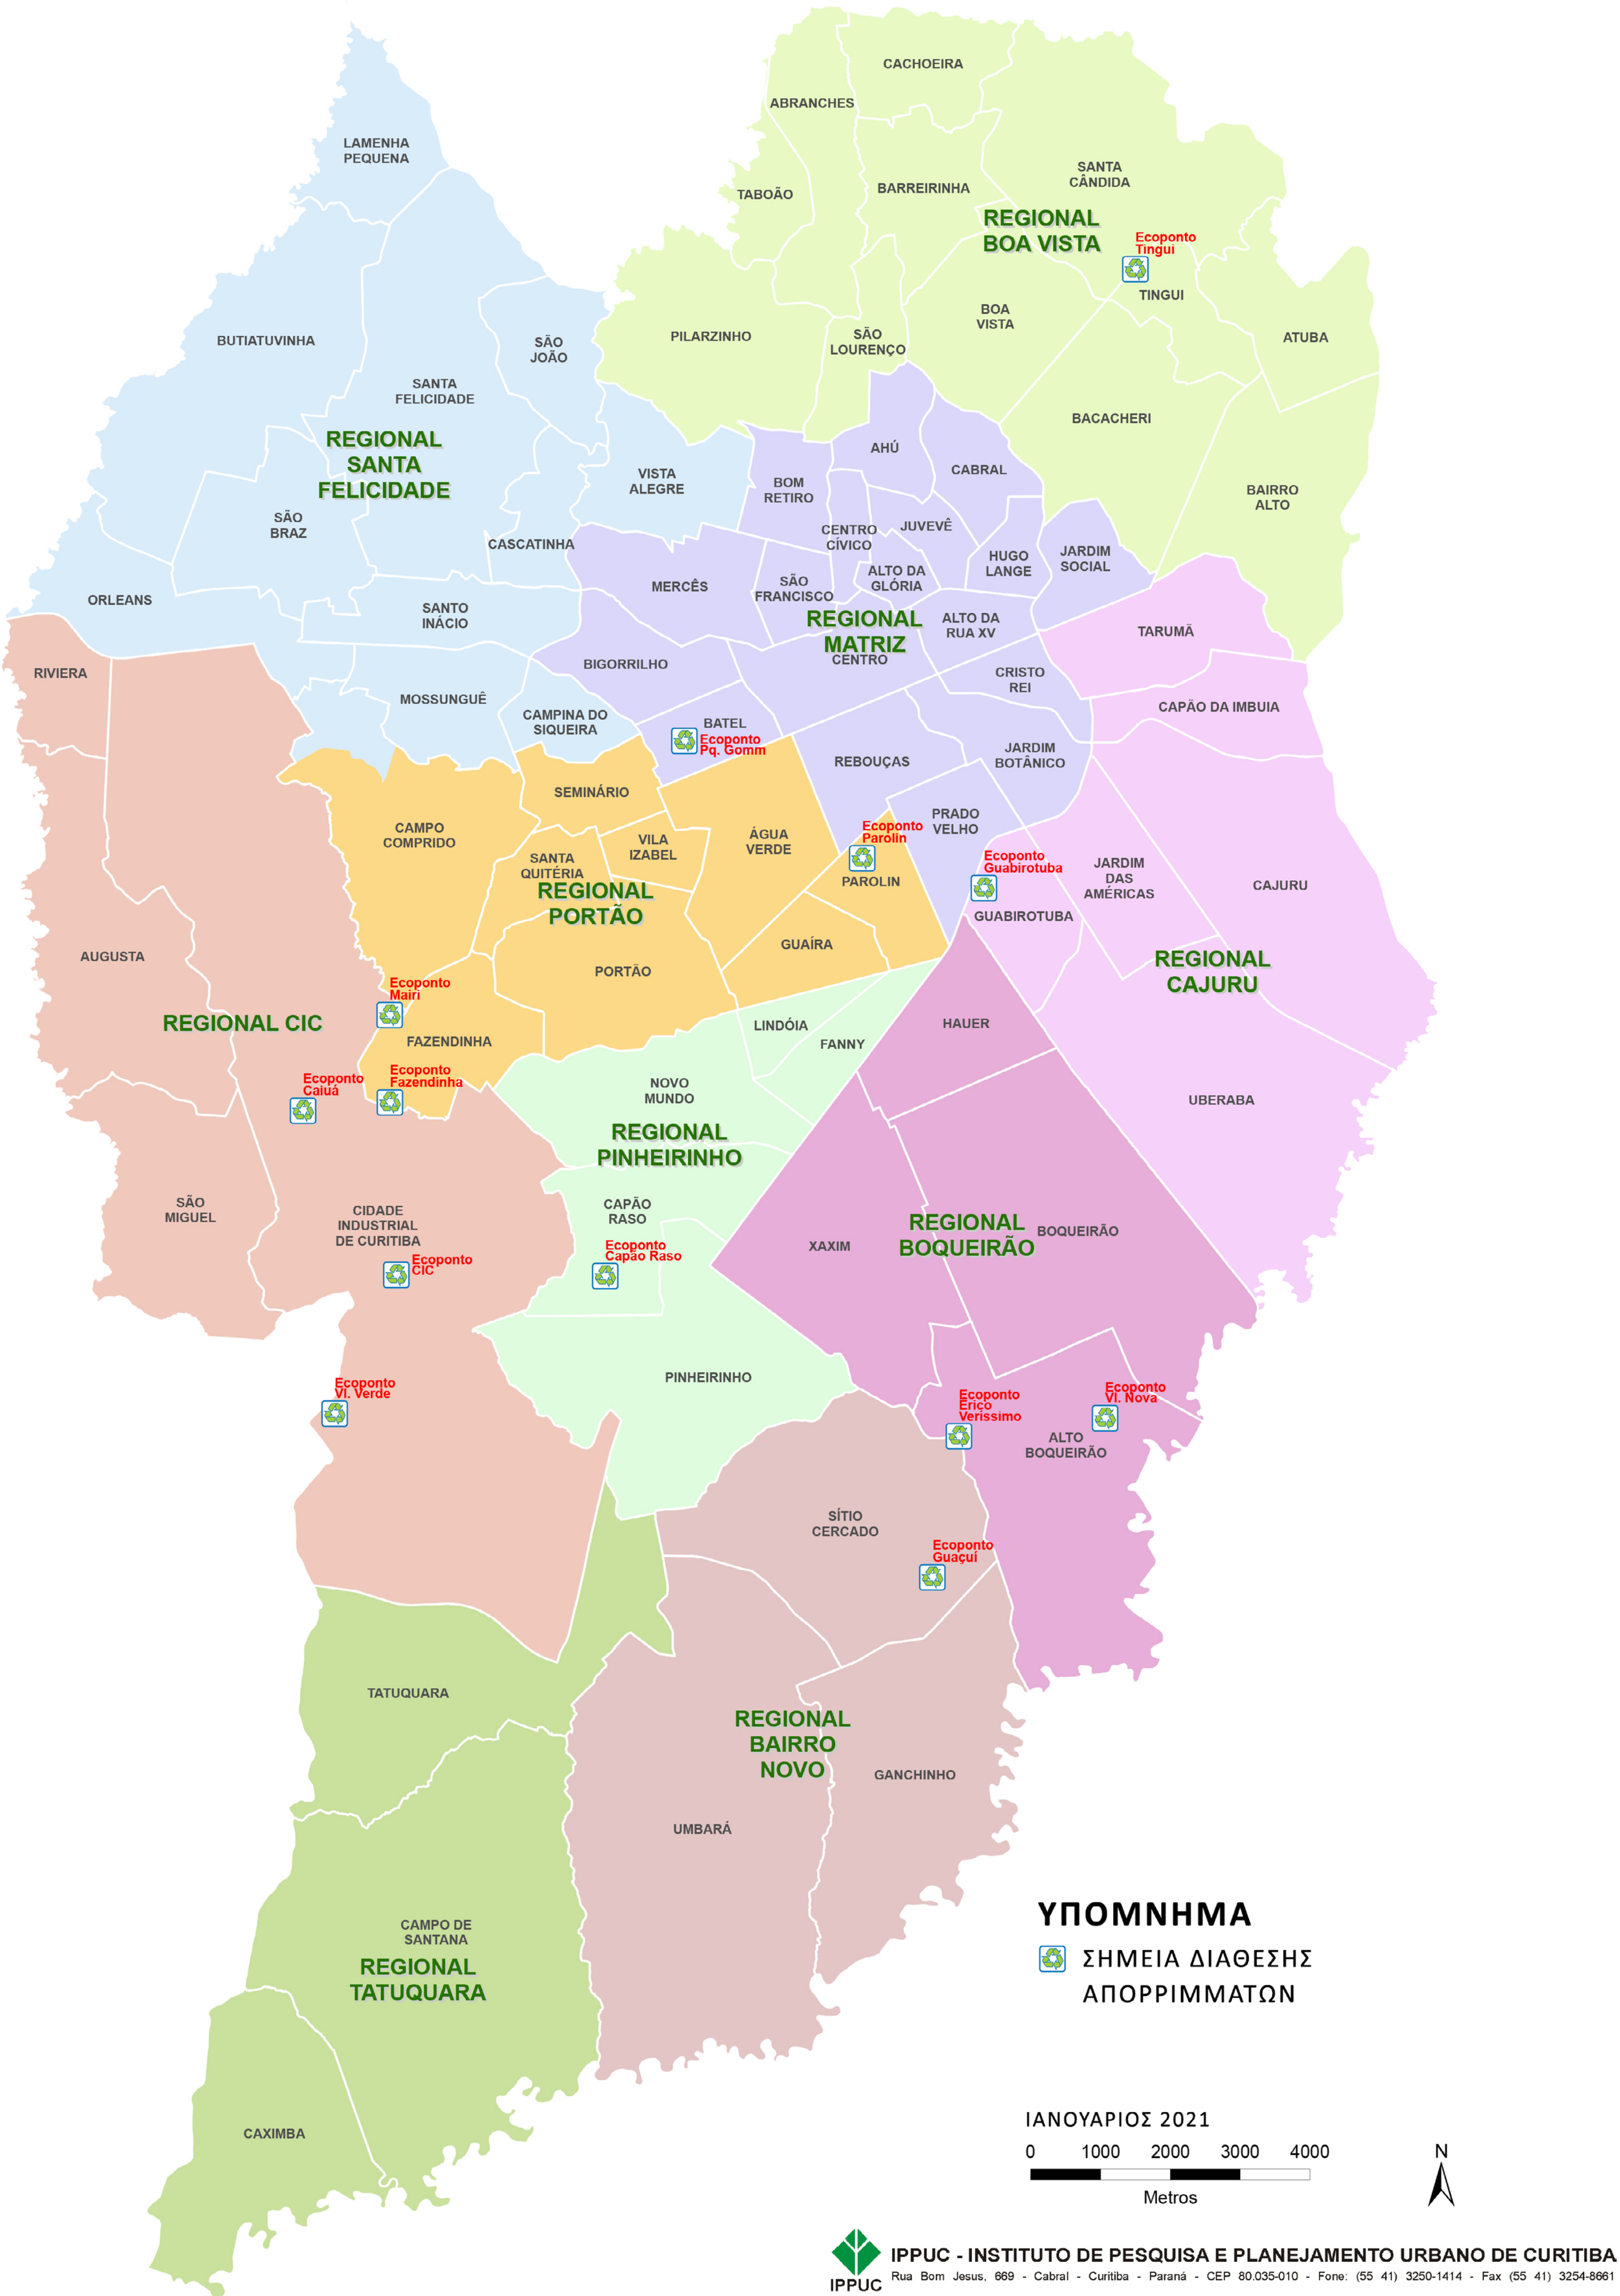 CACHOEIRA
ABRANCHES
LAMENHA
PEQUENA
SANTA
CÂNDIDA
BARREIRINHA
TABOÃO
REGIONAL
BOA VISTA
Ecoponto
Tingui
TINGUI
BOA
VISTA
PILARZINHO
SÃO
LOURENÇO
ATUBA
BUTIATUVINHA
SÃO
JOÃO
SANTA
FELICIDADE
BACACHERI
REGIONAL
SANTA
FELICIDADE
AHÚ
CABRAL
VISTA
ALEGRE
BOM
RETIRO
BAIRRO
ALTO
SÃO
BRAZ
CENTRO
CÍVICO
JUVEVÊ
CASCATINHA
HUGO
LANGE
JARDIM
SOCIAL
MERCÊS
SÃO
FRANCISCO
ALTO DA
GLÓRIA
ORLEANS
SANTO
INÁCIO
REGIONAL
MATRIZ
CENTRO
ALTO DA
RUA XV
TARUMÃ
RIVIERA
BIGORRILHO
CRISTO
REI
MOSSUNGUÊ
CAPÃO DA IMBUIA
CAMPINA DO
SIQUEIRA
BATEL
Ecoponto
Pq. Gomm
REBOUÇAS
JARDIM
BOTÂNICO
SEMINÁRIO
CAMPO
COMPRIDO
VILA
IZABEL
ÁGUA
VERDE
Ecoponto
Parolin
PAROLIN
PRADO
VELHO
SANTA
QUITÉRIA
REGIONAL
PORTÃO
Ecoponto
Guabirotuba
GUABIROTUBA
JARDIM
DAS
AMÉRICAS
CAJURU
GUAÍRA
AUGUSTA
PORTÃO
REGIONAL
CAJURU
Ecoponto
Mairi
REGIONAL CIC
FAZENDINHA
LINDÓIA
FANNY
HAUER
Ecoponto
Fazendinha
Ecoponto
Caiuá
NOVO
MUNDO
UBERABA
REGIONAL
PINHEIRINHO
SÃO
MIGUEL
CIDADE
INDUSTRIAL
DE CURITIBA
CAPÃO
RASO
XAXIM
REGIONAL
BOQUEIRÃO
BOQUEIRÃO
Ecoponto
CIC
Ecoponto
Capão Raso
Ecoponto
Vl. Verde
PINHEIRINHO
Ecoponto
Érico
Veríssimo
Ecoponto
Vl. Nova
ALTO
BOQUEIRÃO
SÍTIO
CERCADO
Ecoponto
Guaçuí
TATUQUARA
REGIONAL
BAIRRO
NOVO
GANCHINHO
UMBARÁ
CAMPO DE
SANTANA
REGIONAL
TATUQUARA
CAXIMBA
ΥΠΟΜΝΗΜΑ
ΣΗΜΕΙΑ ΔΙΑΘΕΣΗΣ
ΑΠΟΡΡΙΜΜΑΤΩΝ
ΙΑΝΟΥΑΡΙΟΣ 2021
0 1000 2000 3000 4000
Metros
N
IPPUC
IPPUC - INSTITUTO DE PESQUISA E PLANEJAMENTO URBANO DE CURITIBA
Rua Bom Jesus, 669 - Cabral - Curitiba - Paraná - CEP 80.035-010 - Fone: (55 41) 3250-1414 - Fax (55 41) 3254-8661